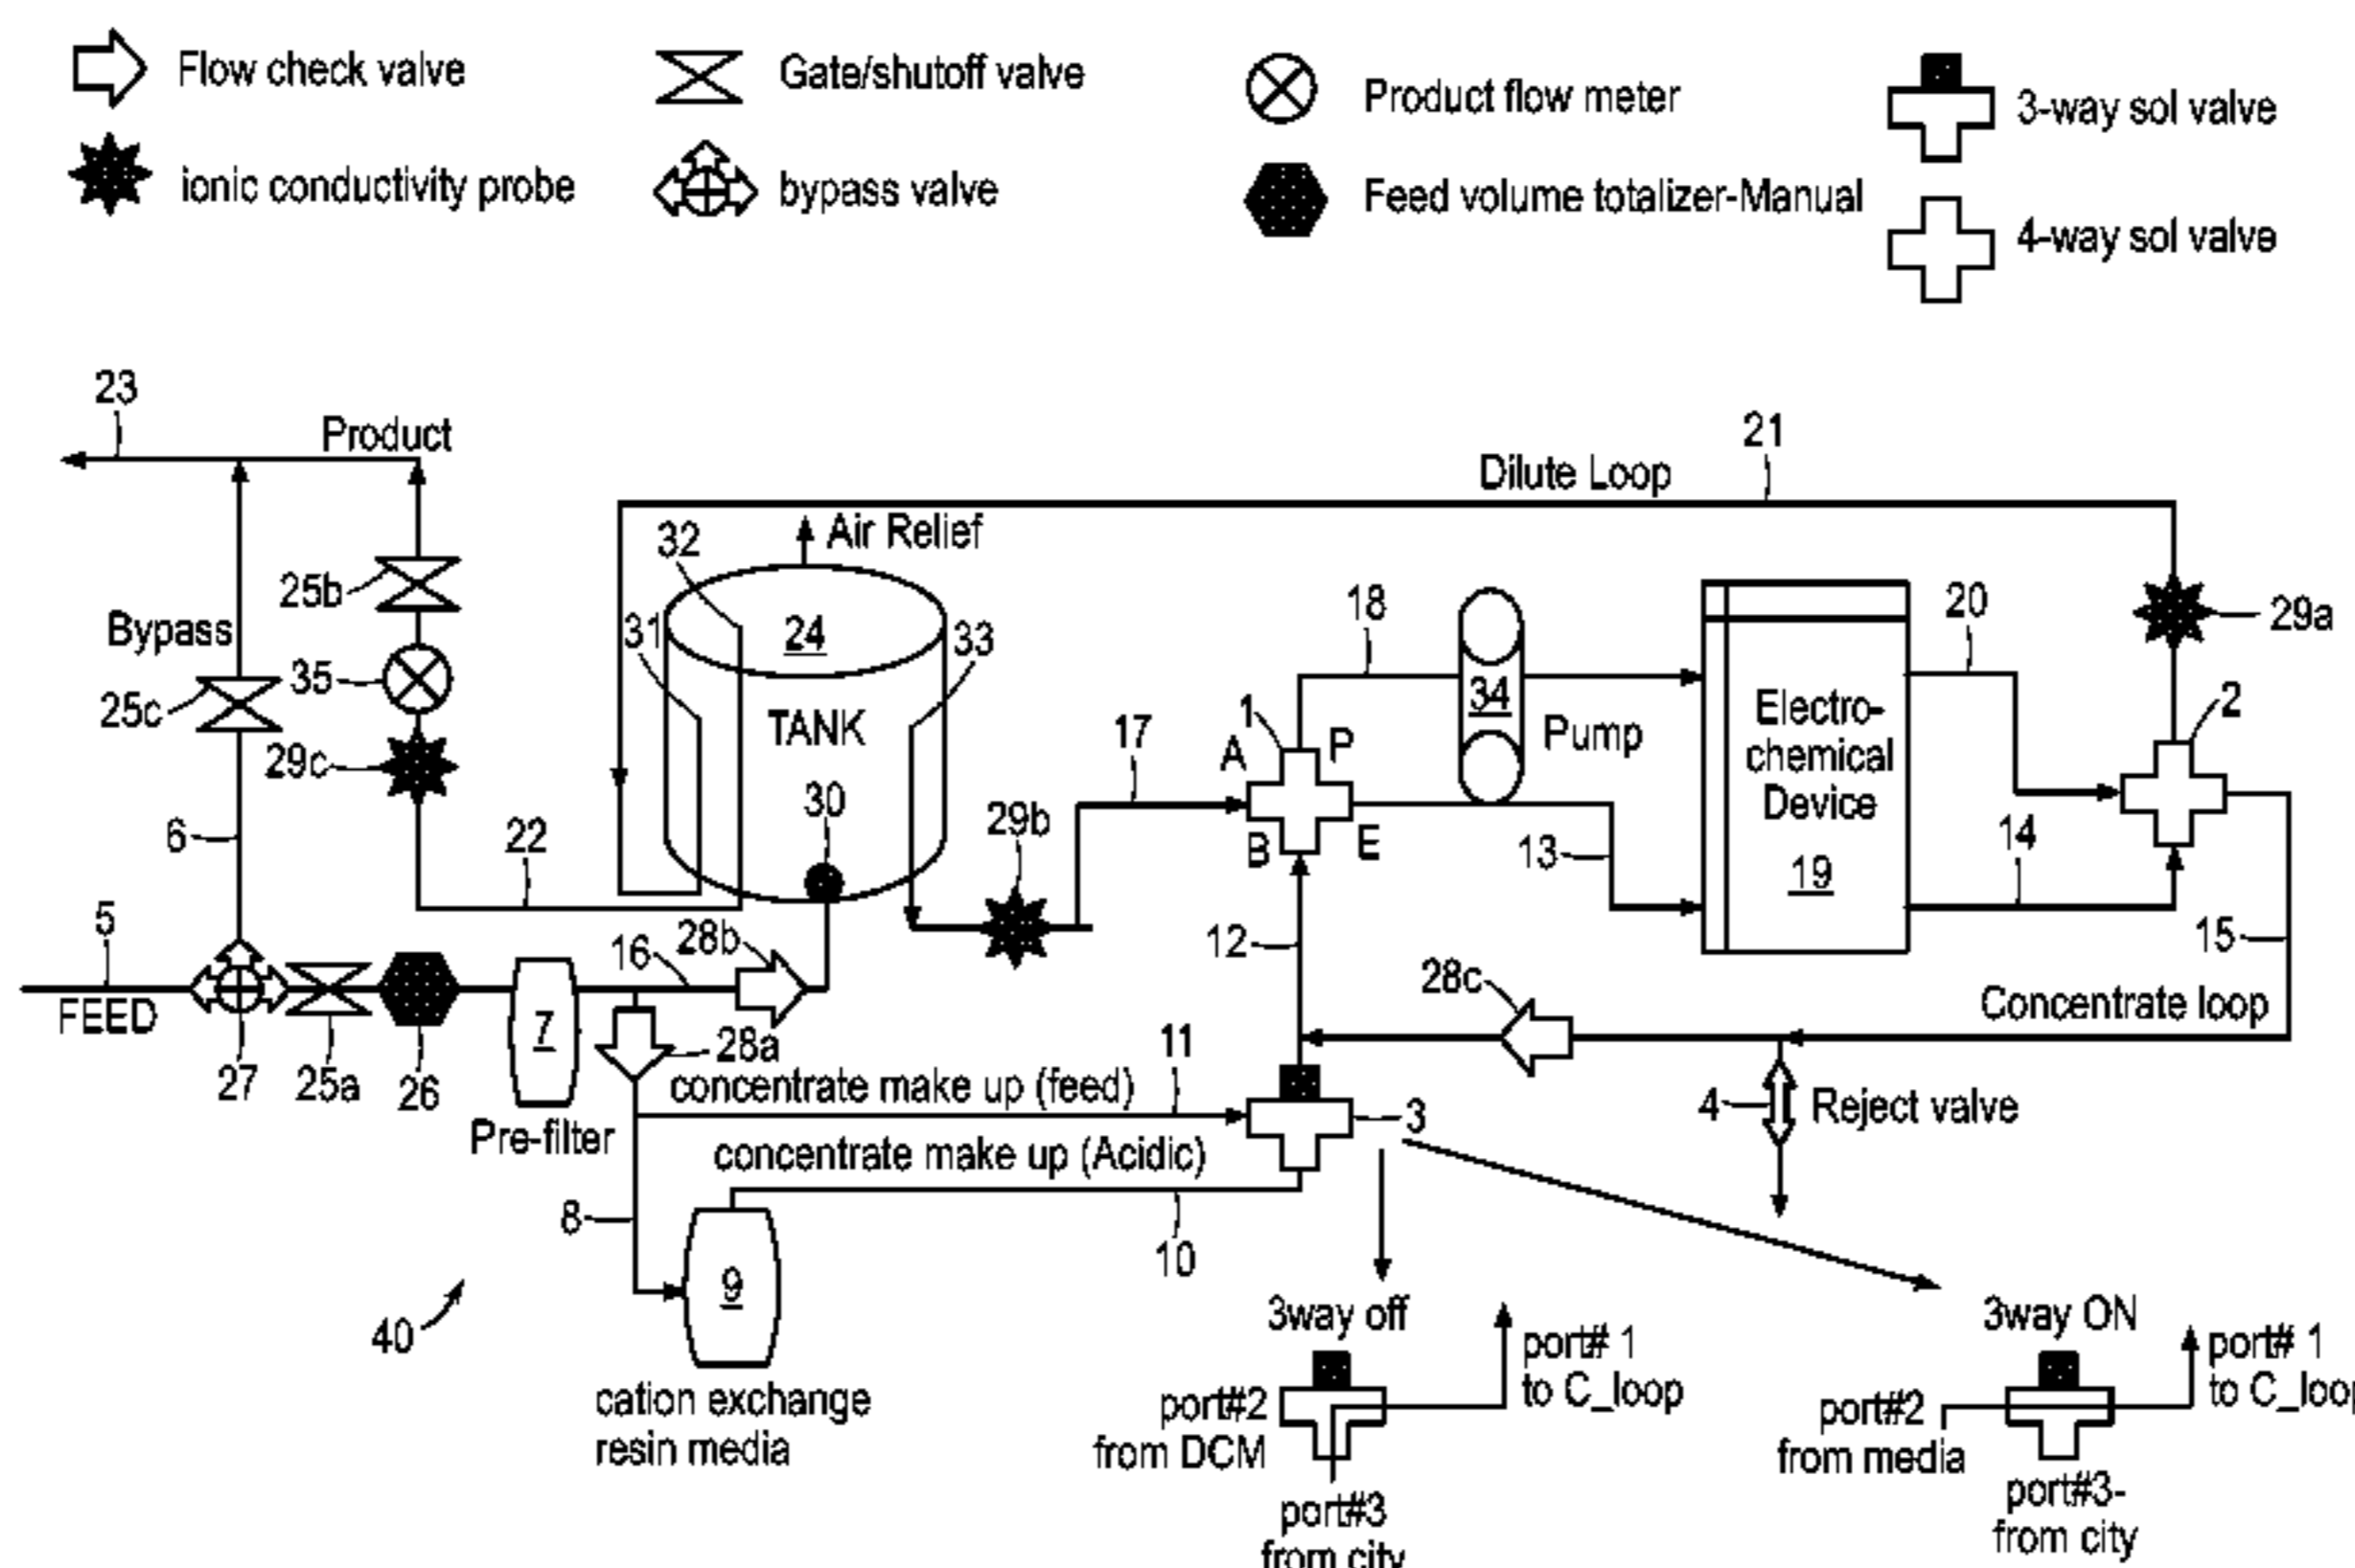 Flow check valve
Gate/shutoff valve
Product flow meter
3-way sol valve
ionic conductivity probe
bypass valve
Feed volume totalizer-Manual
4-way sol valve
23
Product
21
Dilute Loop
Air Relief
32
25b
18
20
29a
Bypass
31
24
33
35
34
2
25c
TANK
17
1
P
Pump
Electro-
chemical
Device
A
29c
30
29b
6
22
B
E
13
14
19
5
16
28b
12
15
28c
FEED
7
Concentrate loop
27
25a
26
28a
11
concentrate make up (feed)
3
4
Reject valve
Pre-filter
concentrate make up (Acidic)
8
10
9
40
3way off
3way ON
port# 1
to C_loop
port# 1
to C_loop
cation exchange
resin media
port#2
from DCM
port#2
from media
port#3
from city
port#3-
from city